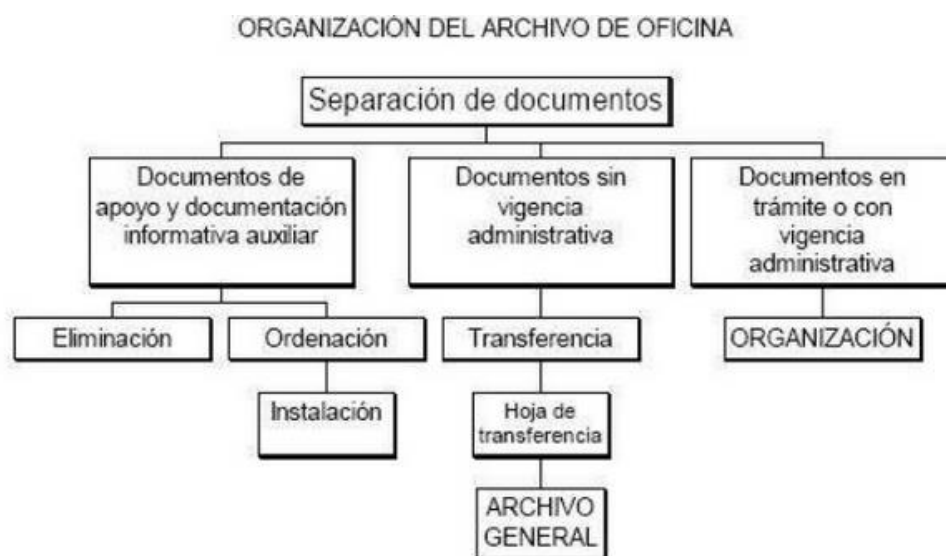 ORGANIZACIÓN DEL ARCHIVO DE OFICINA
Separación de documentos
Documentos de
apoyo y documentación
informativa auxiliar
Documentos sin
vigencia
administrativa
Documentos en
trámite o con
vigencia
administrativa
Eliminación
Ordenación
Transferencia
ORGANIZACIÓN
Instalación
Hoja de
transferencia
ARCHIVO
GENERAL